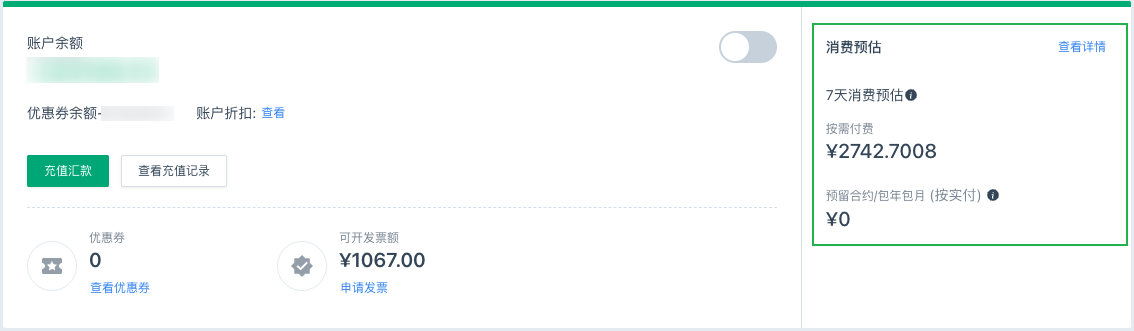 账户余额
优惠券余额-
账户折扣: 查看
充值汇款
查看充值记录
优惠券
0
查看优惠券
可开发票额
¥1067.00
申请发票
消费预估
查看详情
7天消费预估
按需付费
¥2742.7008
预留合约/包年包月 (按实付)
¥0